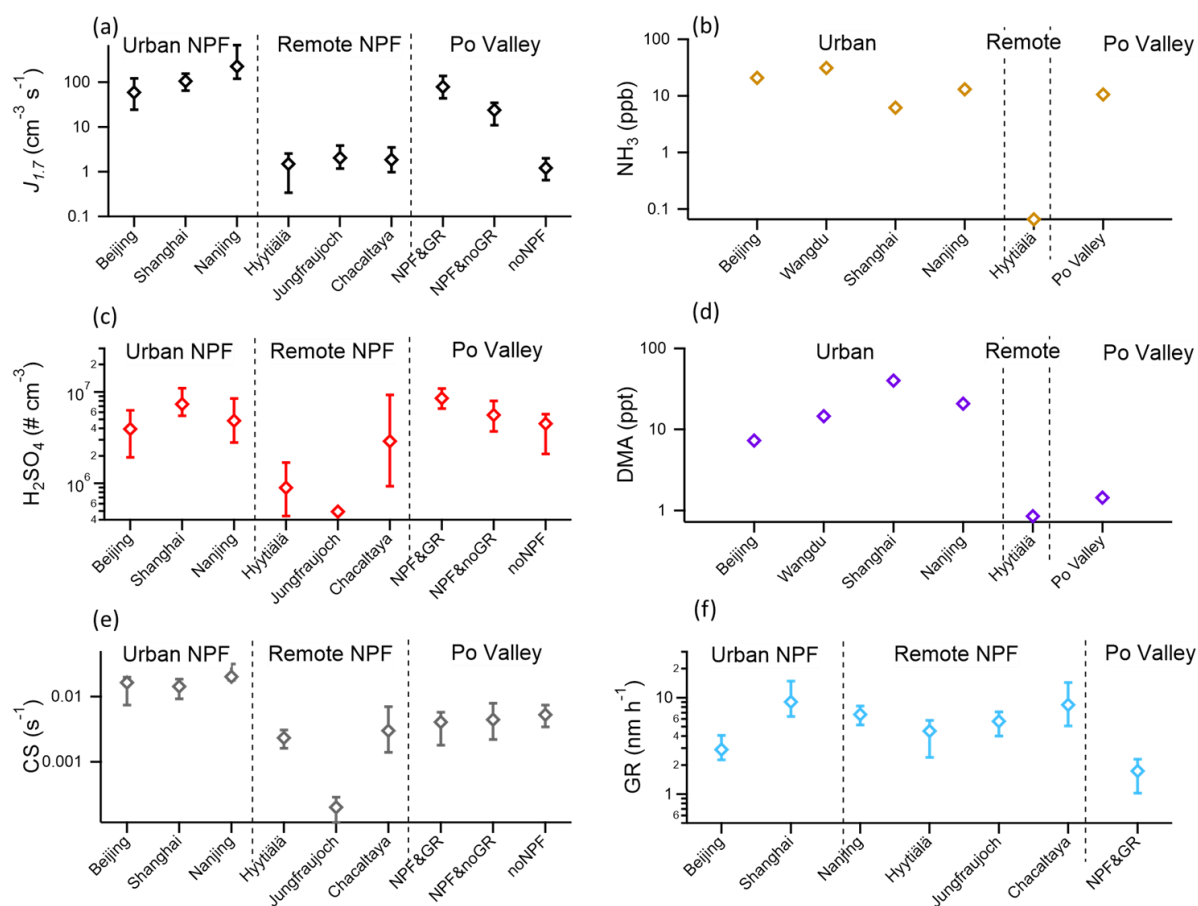 (a)
Urban NPF
Remote NPF
Po Valley
J1.7 (cm⁻³ s⁻¹)
100
10
1
0.1
Beijing
Shanghai
Nanjing
Hyytiälä
Jungfraujoch
Chacaltaya
NPF&GR
NPF&noGR
noNPF
(b)
Urban
Remote
Po Valley
NH₃ (ppb)
100
10
1
0.1
Beijing
Wangdu
Shanghai
Nanjing
Hyytiälä
Po Valley
(c)
Urban NPF
Remote NPF
Po Valley
H₂SO₄ (# cm⁻³)
2
10⁷
6
4
2
10⁶
6
4
Beijing
Shanghai
Nanjing
Hyytiälä
Jungfraujoch
Chacaltaya
NPF&GR
NPF&noGR
noNPF
(d)
Urban
Remote
Po Valley
DMA (ppt)
100
10
1
Beijing
Wangdu
Shanghai
Nanjing
Hyytiälä
Po Valley
(e)
Urban NPF
Remote NPF
Po Valley
CS (s⁻¹)
0.01
0.001
Beijing
Shanghai
Nanjing
Hyytiälä
Jungfraujoch
Chacaltaya
NPF&GR
NPF&noGR
noNPF
(f)
Urban NPF
Remote NPF
Po Valley
GR (nm h⁻¹)
2
10
6
4
2
1
6
Beijing
Shanghai
Nanjing
Hyytiälä
Jungfraujoch
Chacaltaya
NPF&GR